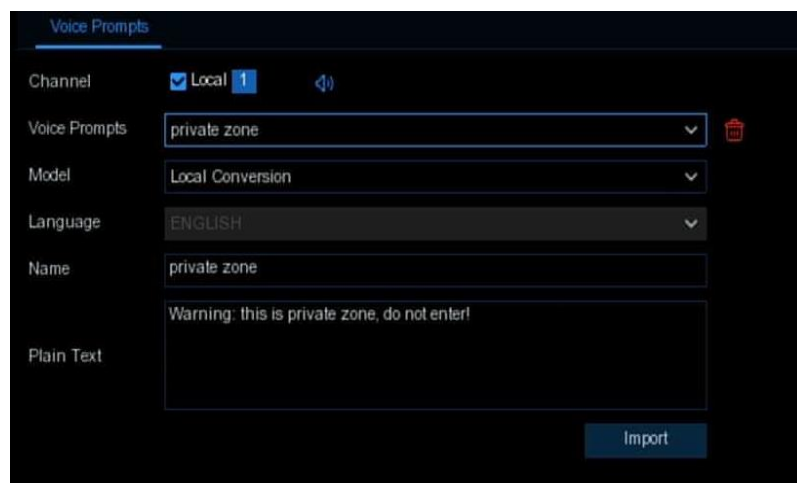 Voice Prompts
Channel Local 1
Voice Prompts private zone
Model Local Conversion
Language ENGLISH
Name private zone
Warning: this is private zone, do not enter!
Plain Text
Import